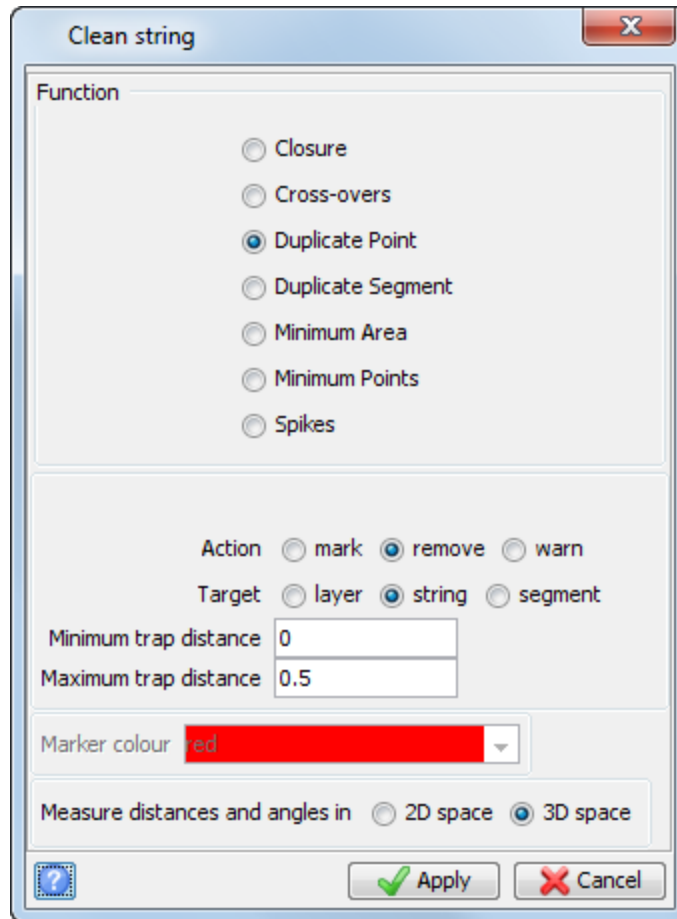 Clean string
Function
Closure
Cross-overs
Duplicate Point
Duplicate Segment
Minimum Area
Minimum Points
Spikes
Action mark remove warn
Target layer string segment
Minimum trap distance 0
Maximum trap distance 0.5
Marker colour red
Measure distances and angles in 2D space 3D space
? Apply Cancel